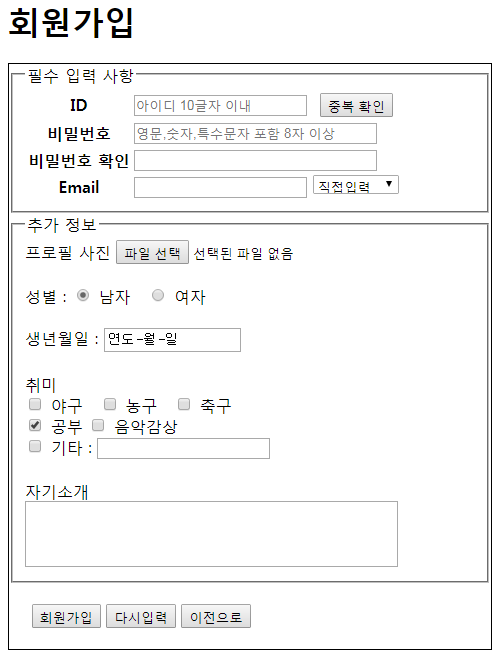 회원가입
필수 입력 사항
ID 아이디 10글자 이내 중복 확인
비밀번호 영문,숫자,특수문자 포함 8자 이상
비밀번호 확인
Email 직접입력
추가 정보
프로필 사진 파일 선택 선택된 파일 없음
성별 : 남자 여자
생년월일 : 연도-월-일
취미
야구 농구 축구
공부 음악감상
기타 :
자기소개
회원가입 다시입력 이전으로